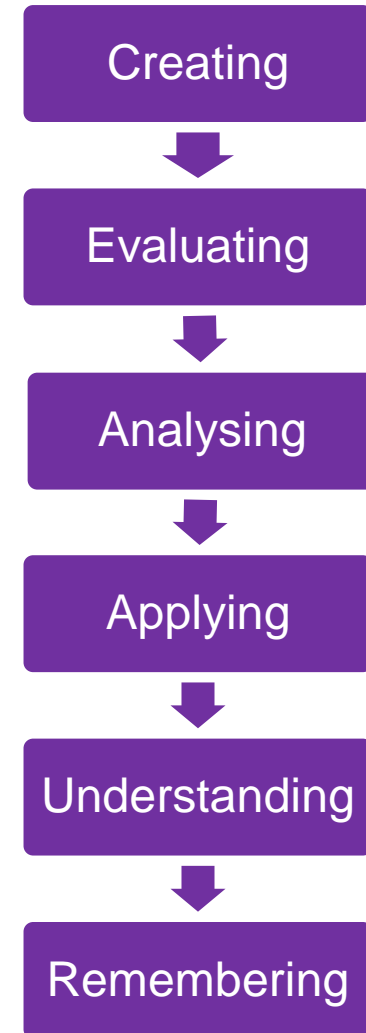 Creating
Evaluating
Analysing
Applying
Understanding
Remembering